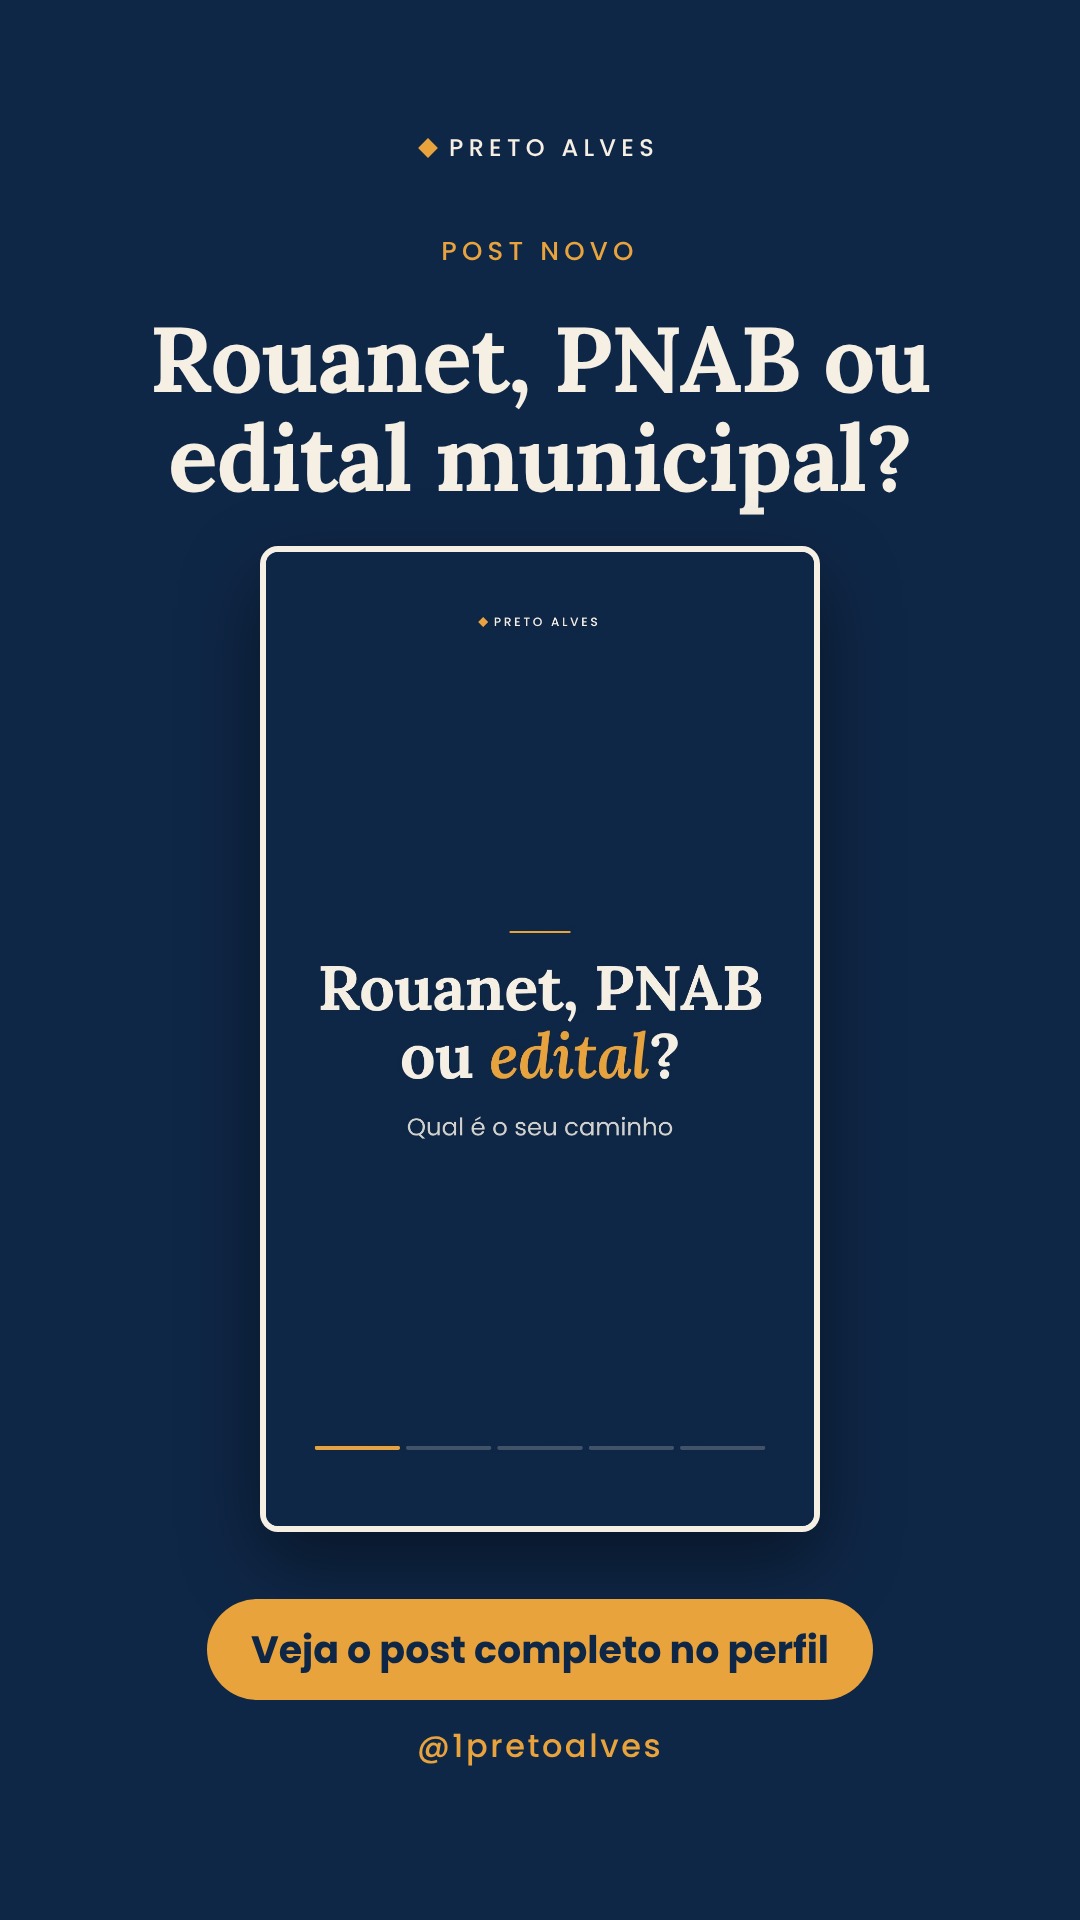 PRETO ALVES
POST NOVO
Rouanet, PNAB ou
edital municipal?
PRETO ALVES
Rouanet, PNAB
ou edital?
Qual é o seu caminho
Veja o post completo no perfil
@1pretoalves